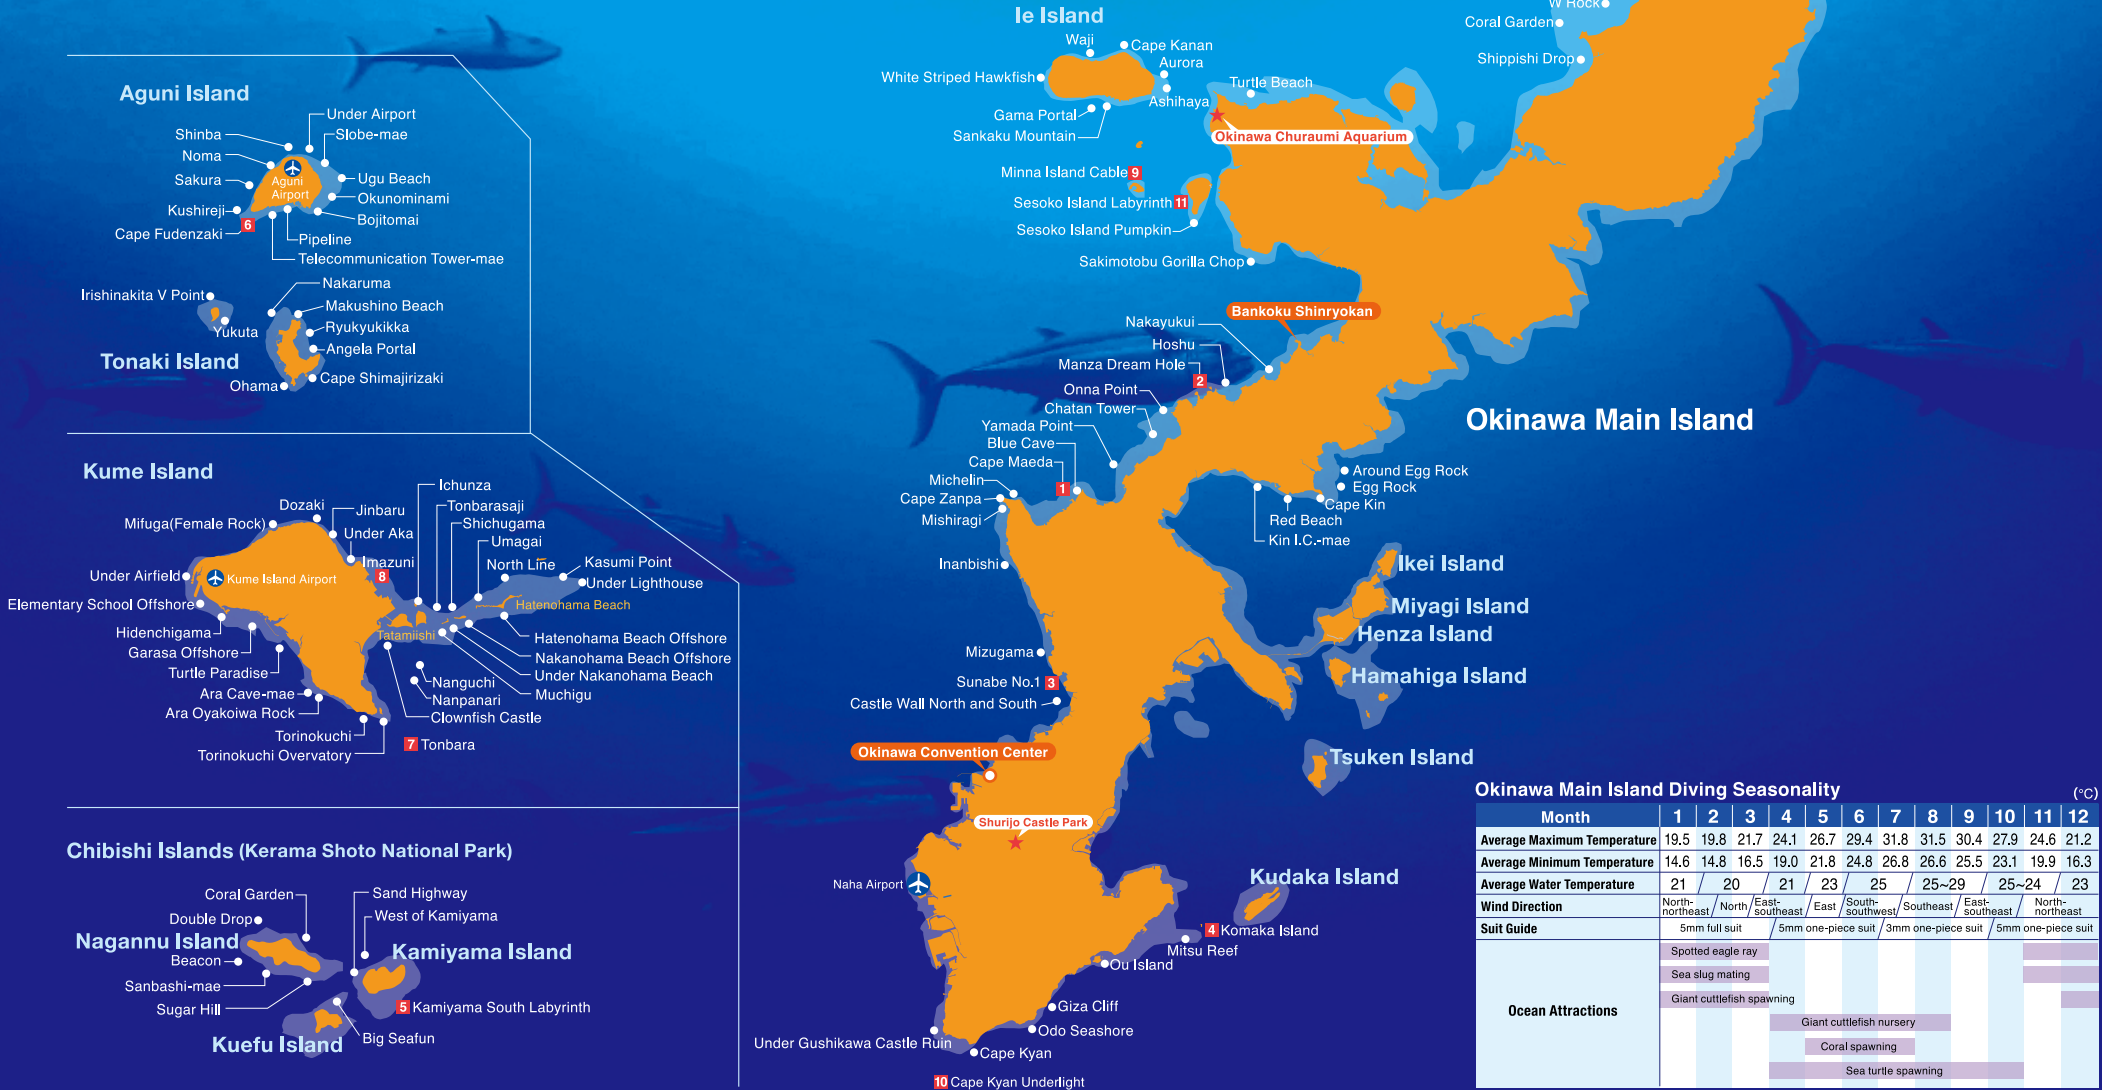 Aguni Island
Under Airport
Shinba
Slobe-mae
Noma
Sakura
Aguni
Airport
Ugu Beach
Okunominami
Kushireji
Bojitomai
6
Cape Fudenzaki
Pipeline
Telecommunication Tower-mae
Nakaruma
Irishinakita V Point
Makushino Beach
Yukuta
Ryukyukikka
Angela Portal
Tonaki Island
Cape Shimajirizaki
Ohama
Kume Island
Ichunza
Dozaki
Jinbaru
Tonbarasaji
Mifuga(Female Rock)
Under Aka
Shichugama
Umagai
Imazuni
8
North Line
Kasumi Point
Under Airfield
Kume Island Airport
Under Lighthouse
Elementary School Offshore
Hatenohama Beach
Hidenchigama
Tatamiishi
Hatenohama Beach Offshore
Garasa Offshore
Nakanohama Beach Offshore
Turtle Paradise
Under Nakanohama Beach
Nanguchi
Muchigu
Ara Cave-mae
Nanpanari
Ara Oyakoiwa Rock
Clownfish Castle
Torinokuchi
7 Tonbara
Torinokuchi Overvatory
Chibishi Islands (Kerama Shoto National Park)
Coral Garden
Sand Highway
Double Drop
West of Kamiyama
Nagannu Island
Kamiyama Island
Beacon
Sanbashi-mae
Sugar Hill
5 Kamiyama South Labyrinth
Big Seafun
Kuefu Island
Ie Island
W Rock
Coral Garden
Waji
Cape Kanan
Shippishi Drop
Aurora
White Striped Hawkfish
Turtle Beach
Ashihaya
Gama Portal
Sankaku Mountain
Okinawa Churaumi Aquarium
Minna Island Cable 9
Sesoko Island Labyrinth 11
Sesoko Island Pumpkin
Sakimotobu Gorilla Chop
Bankoku Shinryokan
Nakayukui
Hoshu
Manza Dream Hole
2
Onna Point
Chatan Tower
Okinawa Main Island
Yamada Point
Blue Cave
Cape Maeda
1
Around Egg Rock
Michelin
Egg Rock
Cape Zanpa
Cape Kin
Mishiragi
Red Beach
Kin I.C.-mae
Inanbishi
Ikei Island
Miyagi Island
Henza Island
Mizugama
Hamahiga Island
Sunabe No.1 3
Castle Wall North and South
Okinawa Convention Center
Tsuken Island
Shurijo Castle Park
Naha Airport
Kudaka Island
4 Komaka Island
Mitsu Reef
Ou Island
Giza Cliff
Odo Seashore
Under Gushikawa Castle Ruin
Cape Kyan
10 Cape Kyan Underlight
Okinawa Main Island Diving Seasonality (°C)
Month 1 2 3 4 5 6 7 8 9 10 11 12
Average Maximum Temperature 19.5 19.8 21.7 24.1 26.7 29.4 31.8 31.5 30.4 27.9 24.6 21.2
Average Minimum Temperature 14.6 14.8 16.5 19.0 21.8 24.8 26.8 26.6 25.5 23.1 19.9 16.3
Average Water Temperature 21 / 20 / 21 / 23 / 25 / 25~29 / 25~24 / 23
Wind Direction North-northeast / North / East-southeast / East / South-southwest / Southeast / East-southeast / North-northeast
Suit Guide 5mm full suit / 5mm one-piece suit / 3mm one-piece suit / 5mm one-piece suit
Ocean Attractions
Spotted eagle ray
Sea slug mating
Giant cuttlefish spawning
Giant cuttlefish nursery
Coral spawning
Sea turtle spawning